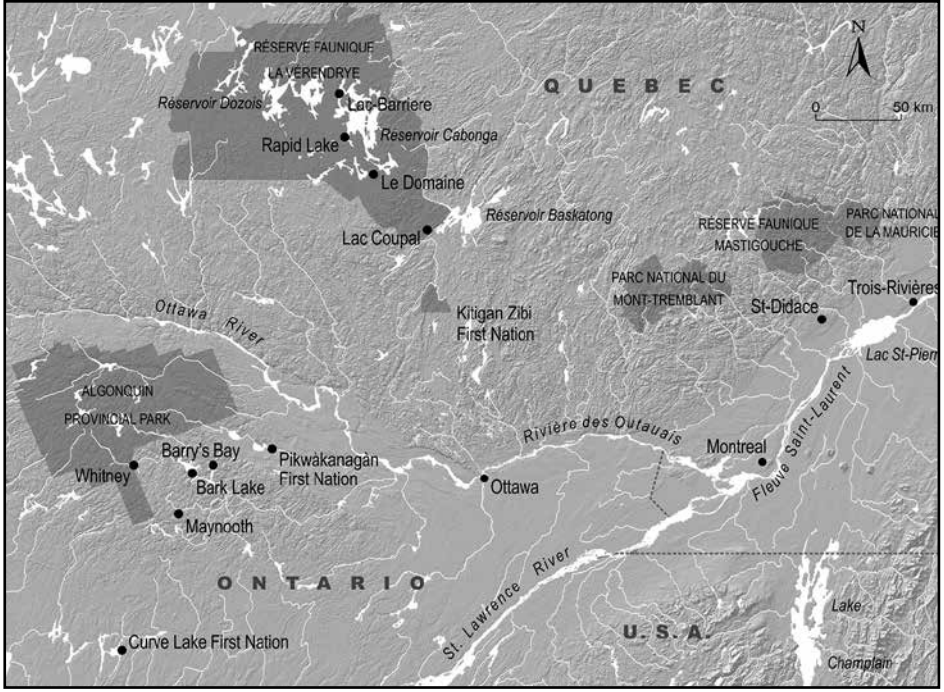 RÉSERVE FAUNIQUE
LA VÉRENDRYE
Réservoir Dozois
Lac-Barriere
Rapid Lake
Réservoir Cabonga
Le Domaine
Réservoir Baskatong
Lac Coupal
QUEBEC
N
0 50 km
RÉSERVE FAUNIQUE
MASTIGOUCHE
PARC NATIONAL
DE LA MAURICIE
PARC NATIONAL DU
MONT-TREMBLANT
Trois-Rivières
St-Didace
Lac St-Pierr
Kitigan Zibi
First Nation
Ottawa River
ALGONQUIN
PROVINCIAL PARK
Whitney
Barry's Bay
Bark Lake
Pikwàkanagàn
First Nation
Maynooth
Rivière des Outauais
Ottawa
Montreal
Fleuve Saint-Laurent
ONTARIO
St. Lawrence River
U.S.A.
Lake
Champlain
Curve Lake First Nation